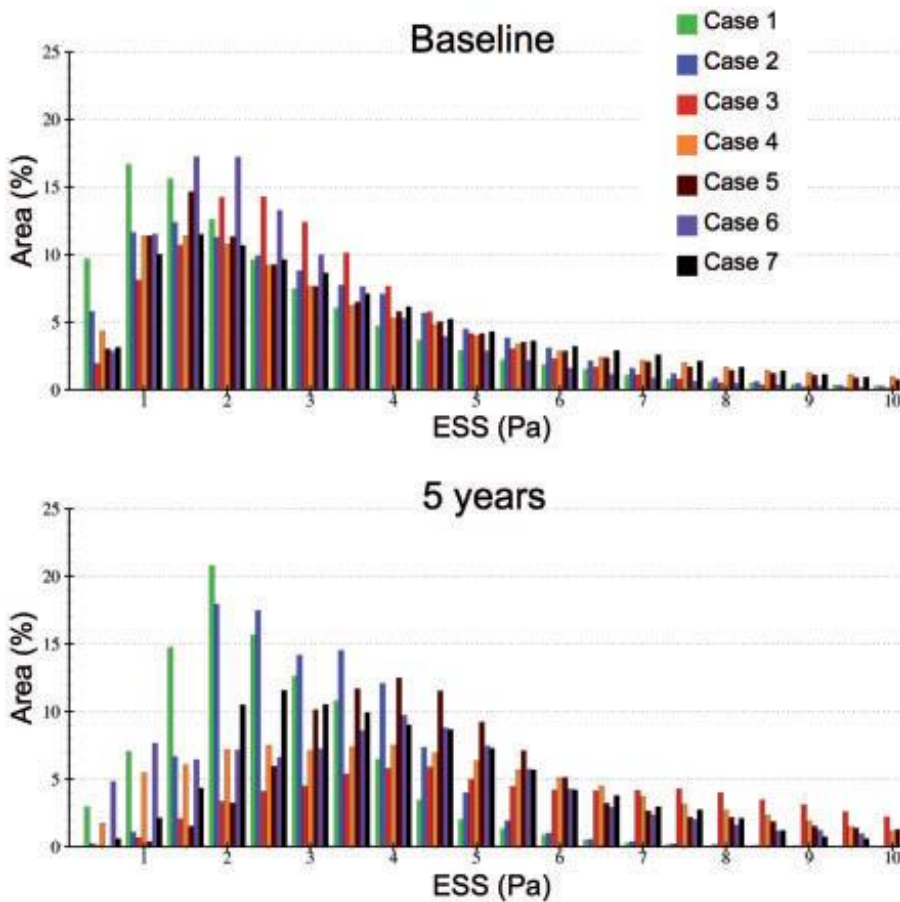 Baseline
Case 1
Case 2
Case 3
Case 4
Case 5
Case 6
Case 7
Area (%)
25
20
15
10
5
0
1 2 3 4 5 6 7 8 9 10
ESS (Pa)
5 years
Area (%)
25
20
15
10
5
0
1 2 3 4 5 6 7 8 9 10
ESS (Pa)